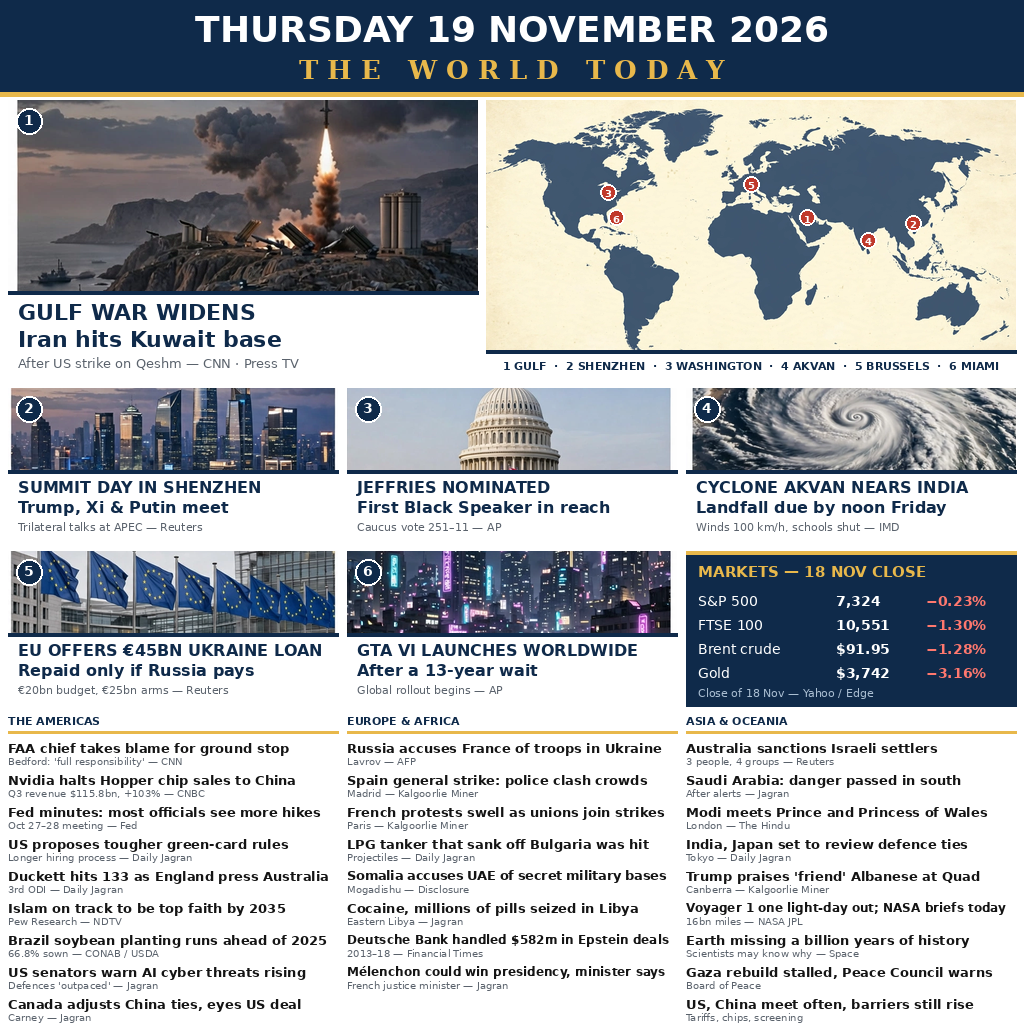 THURSDAY 19 NOVEMBER 2026
THE WORLD TODAY
1
GULF WAR WIDENS
Iran hits Kuwait base
After US strike on Qeshm — CNN · Press TV
3
5
6
1
2
4
1 GULF · 2 SHENZHEN · 3 WASHINGTON · 4 AKVAN · 5 BRUSSELS · 6 MIAMI
2
SUMMIT DAY IN SHENZHEN
Trump, Xi & Putin meet
Trilateral talks at APEC — Reuters
3
JEFFRIES NOMINATED
First Black Speaker in reach
Caucus vote 251–11 — AP
4
CYCLONE AKVAN NEARS INDIA
Landfall due by noon Friday
Winds 100 km/h, schools shut — IMD
5
EU OFFERS €45BN UKRAINE LOAN
Repaid only if Russia pays
€20bn budget, €25bn arms — Reuters
6
GTA VI LAUNCHES WORLDWIDE
After a 13-year wait
Global rollout begins — AP
MARKETS — 18 NOV CLOSE
S&P 500 7,324 −0.23%
FTSE 100 10,551 −1.30%
Brent crude $91.95 −1.28%
Gold $3,742 −3.16%
Close of 18 Nov — Yahoo / Edge
THE AMERICAS
FAA chief takes blame for ground stop
Bedford: 'full responsibility' — CNN
Nvidia halts Hopper chip sales to China
Q3 revenue $115.8bn, +103% — CNBC
Fed minutes: most officials see more hikes
Oct 27–28 meeting — Fed
US proposes tougher green-card rules
Longer hiring process — Daily Jagran
Duckett hits 133 as England press Australia
3rd ODI — Daily Jagran
Islam on track to be top faith by 2035
Pew Research — NDTV
Brazil soybean planting runs ahead of 2025
66.8% sown — CONAB / USDA
US senators warn AI cyber threats rising
Defences 'outpaced' — Jagran
Canada adjusts China ties, eyes US deal
Carney — Jagran
EUROPE & AFRICA
Russia accuses France of troops in Ukraine
Lavrov — AFP
Spain general strike: police clash crowds
Madrid — Kalgoorlie Miner
French protests swell as unions join strikes
Paris — Kalgoorlie Miner
LPG tanker that sank off Bulgaria was hit
Projectiles — Daily Jagran
Somalia accuses UAE of secret military bases
Mogadishu — Disclosure
Cocaine, millions of pills seized in Libya
Eastern Libya — Jagran
Deutsche Bank handled $582m in Epstein deals
2013–18 — Financial Times
Mélenchon could win presidency, minister says
French justice minister — Jagran
ASIA & OCEANIA
Australia sanctions Israeli settlers
3 people, 4 groups — Reuters
Saudi Arabia: danger passed in south
After alerts — Jagran
Modi meets Prince and Princess of Wales
London — The Hindu
India, Japan set to review defence ties
Tokyo — Daily Jagran
Trump praises 'friend' Albanese at Quad
Canberra — Kalgoorlie Miner
Voyager 1 one light-day out; NASA briefs today
16bn miles — NASA JPL
Earth missing a billion years of history
Scientists may know why — Space
Gaza rebuild stalled, Peace Council warns
Board of Peace
US, China meet often, barriers still rise
Tariffs, chips, screening